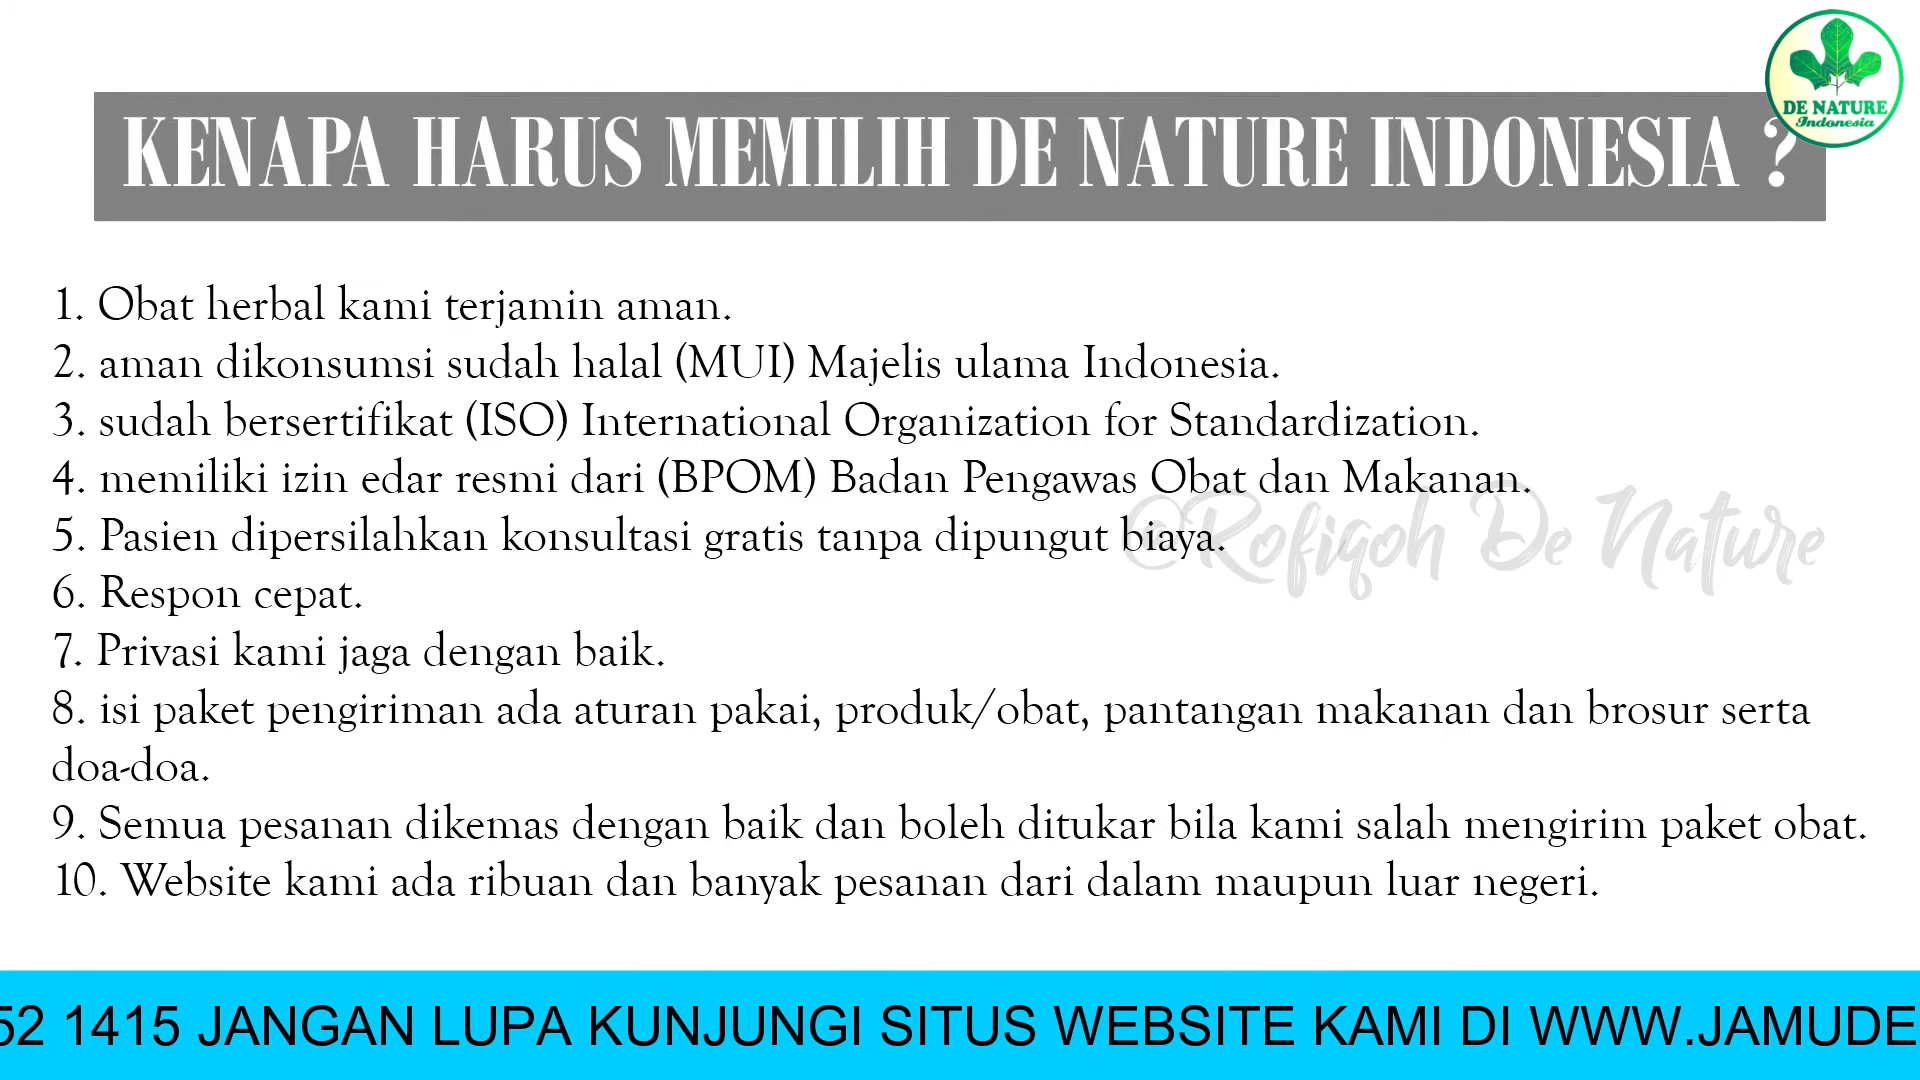 DE NATURE
Indonesia
KENAPA HARUS MEMILIH DE NATURE INDONESIA ?
1. Obat herbal kami terjamin aman.
2. aman dikonsumsi sudah halal (MUI) Majelis ulama Indonesia.
3. sudah bersertifikat (ISO) International Organization for Standardization.
4. memiliki izin edar resmi dari (BPOM) Badan Pengawas Obat dan Makanan.
@Rofiqoh De Nature
5. Pasien dipersilahkan konsultasi gratis tanpa dipungut biaya.
6. Respon cepat.
7. Privasi kami jaga dengan baik.
8. isi paket pengiriman ada aturan pakai, produk/obat, pantangan makanan dan brosur serta
doa-doa.
9. Semua pesanan dikemas dengan baik dan boleh ditukar bila kami salah mengirim paket obat.
10. Website kami ada ribuan dan banyak pesanan dari dalam maupun luar negeri.
52 1415 JANGAN LUPA KUNJUNGI SITUS WEBSITE KAMI DI WWW.JAMUDE